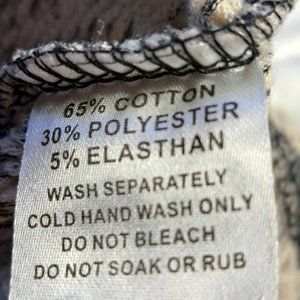 65% COTTON
30% POLYESTER
5% ELASTHAN
WASH SEPARATELY
COLD HAND WASH ONLY
DO NOT BLEACH
DO NOT SOAK OR RUB